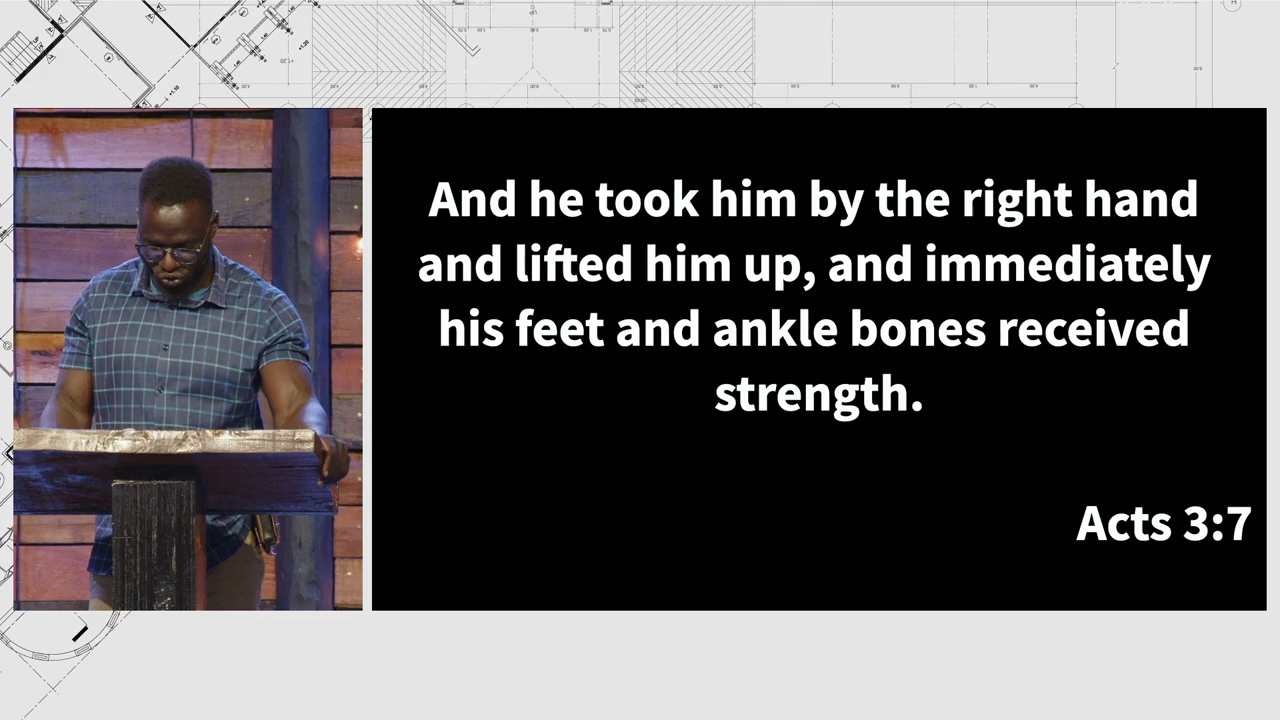 And he took him by the right hand
and lifted him up, and immediately
his feet and ankle bones received
strength.
Acts 3:7